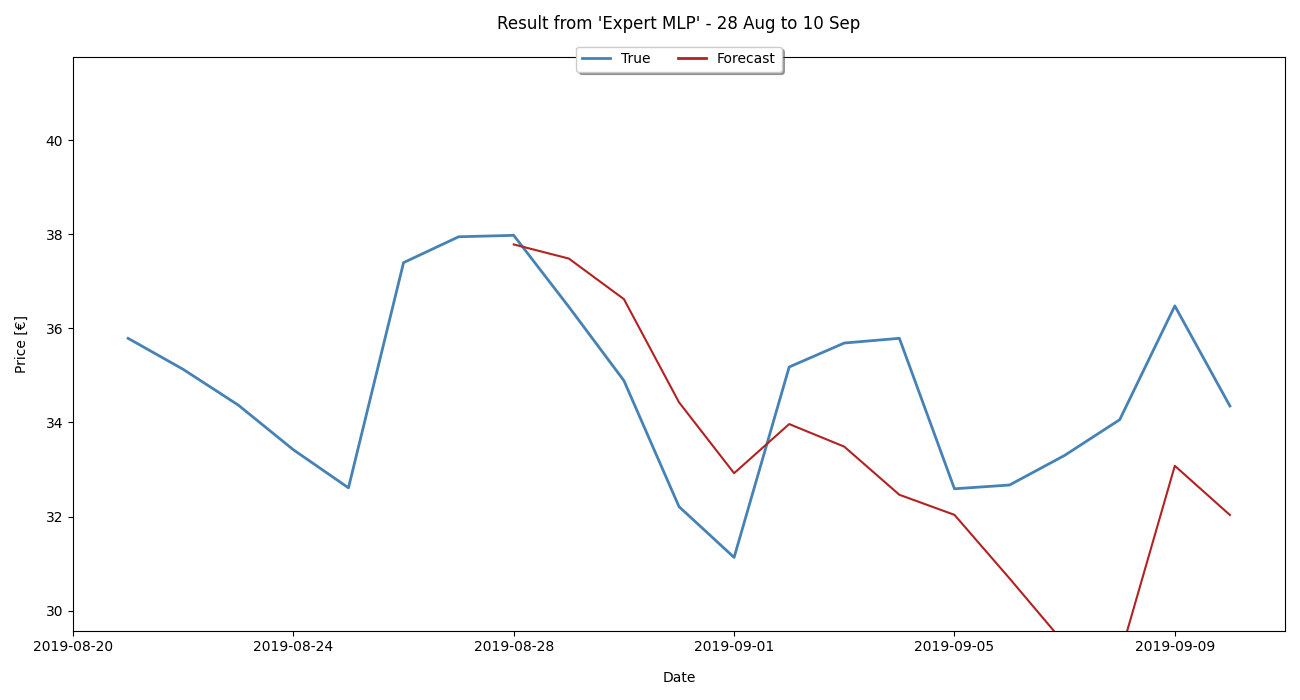 Result from 'Expert MLP' - 28 Aug to 10 Sep
True Forecast
40
38
36
34
32
30
Price [€]
2019-08-20 2019-08-24 2019-08-28 2019-09-01 2019-09-05 2019-09-09
Date